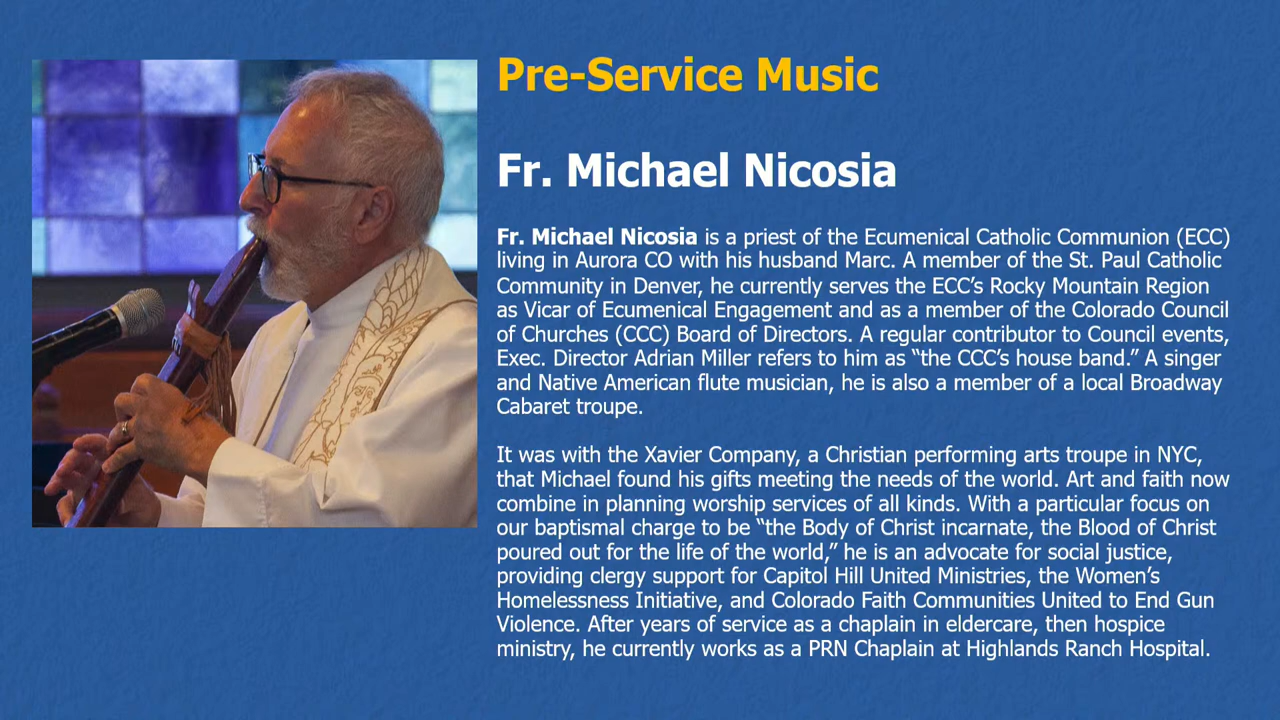 Pre-Service Music
Fr. Michael Nicosia
Fr. Michael Nicosia is a priest of the Ecumenical Catholic Communion (ECC)
living in Aurora CO with his husband Marc. A member of the St. Paul Catholic
Community in Denver, he currently serves the ECC’s Rocky Mountain Region
as Vicar of Ecumenical Engagement and as a member of the Colorado Council
of Churches (CCC) Board of Directors. A regular contributor to Council events,
Exec. Director Adrian Miller refers to him as “the CCC’s house band.” A singer
and Native American flute musician, he is also a member of a local Broadway
Cabaret troupe.
It was with the Xavier Company, a Christian performing arts troupe in NYC,
that Michael found his gifts meeting the needs of the world. Art and faith now
combine in planning worship services of all kinds. With a particular focus on
our baptismal charge to be “the Body of Christ incarnate, the Blood of Christ
poured out for the life of the world,” he is an advocate for social justice,
providing clergy support for Capitol Hill United Ministries, the Women’s
Homelessness Initiative, and Colorado Faith Communities United to End Gun
Violence. After years of service as a chaplain in eldercare, then hospice
ministry, he currently works as a PRN Chaplain at Highlands Ranch Hospital.